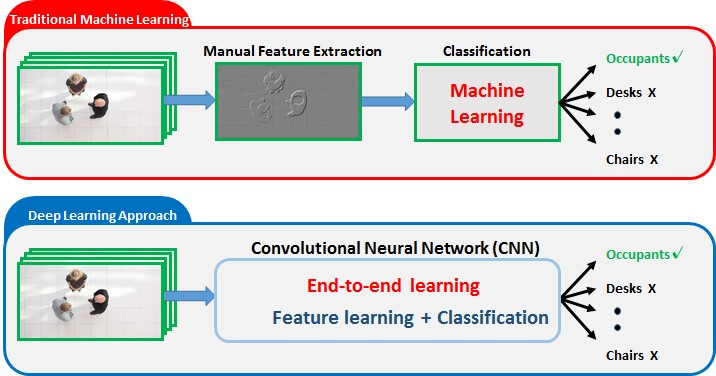 Traditional Machine Learning
Manual Feature Extraction
Classification
Machine
Learning
Occupants ✓
Desks X
Chairs X
Deep Learning Approach
Convolutional Neural Network (CNN)
End-to-end learning
Feature learning + Classification
Occupants ✓
Desks X
Chairs X